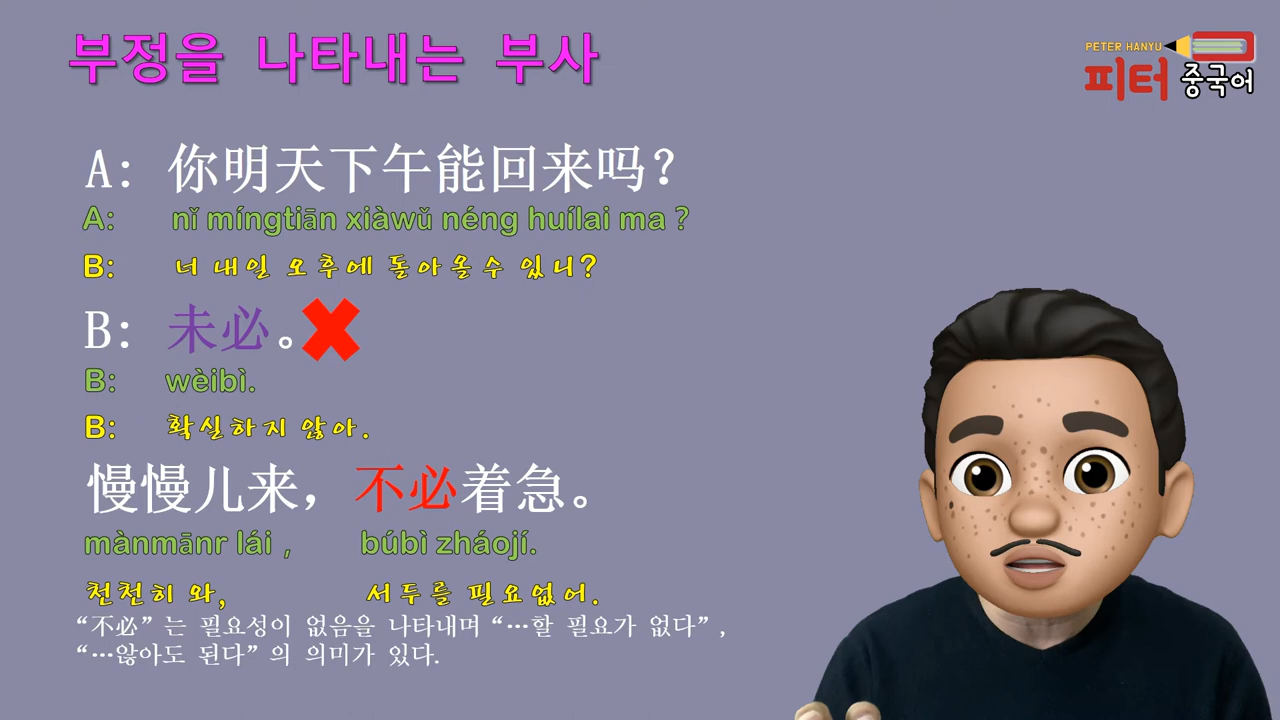 부정을 나타내는 부사
PETER HANYU
피터 중국어
A: 你明天下午能回来吗?
A: nǐ míngtiān xiàwǔ néng huílai ma ?
B: 너 내일 오후에 돌아올수 있니?
B: 未必。
B: wèibì.
B: 확실하지 않아.
慢慢儿来, 不必着急。
mànmānr lái , búbì zháojí.
천천히 와, 서두를 필요없어.
“不必” 는 필요성이 없음을 나타내며 “…할 필요가 없다” ,
“…않아도 된다” 의 의미가 있다.